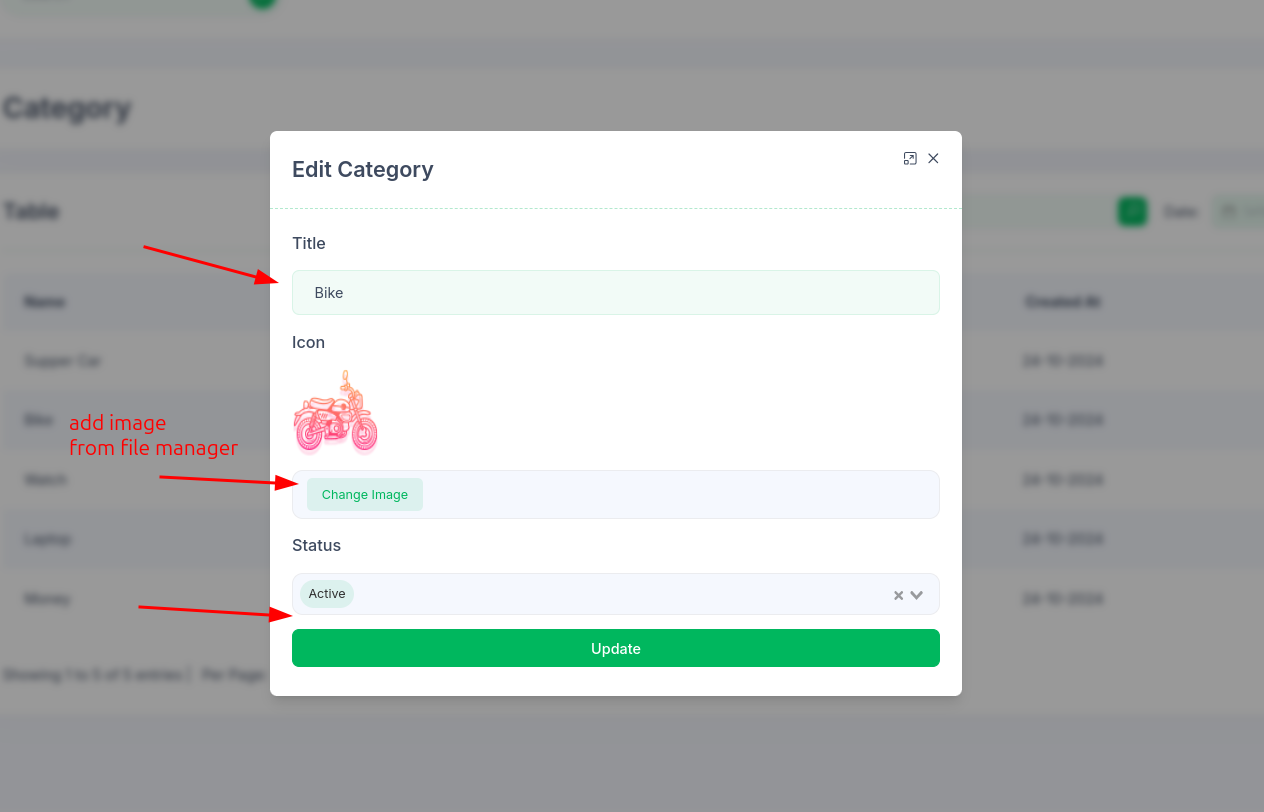 Category
Edit Category
Table
Date
Title
Bike
Name
Created At
Icon
Supper Car
24-10-2024
Bike
24-10-2024
add image
from file manager
Watch
24-10-2024
Change Image
Laptop
24-10-2024
Status
Active
Money
24-10-2024
Update
Showing 1 to 5 of 5 entries | Per Page